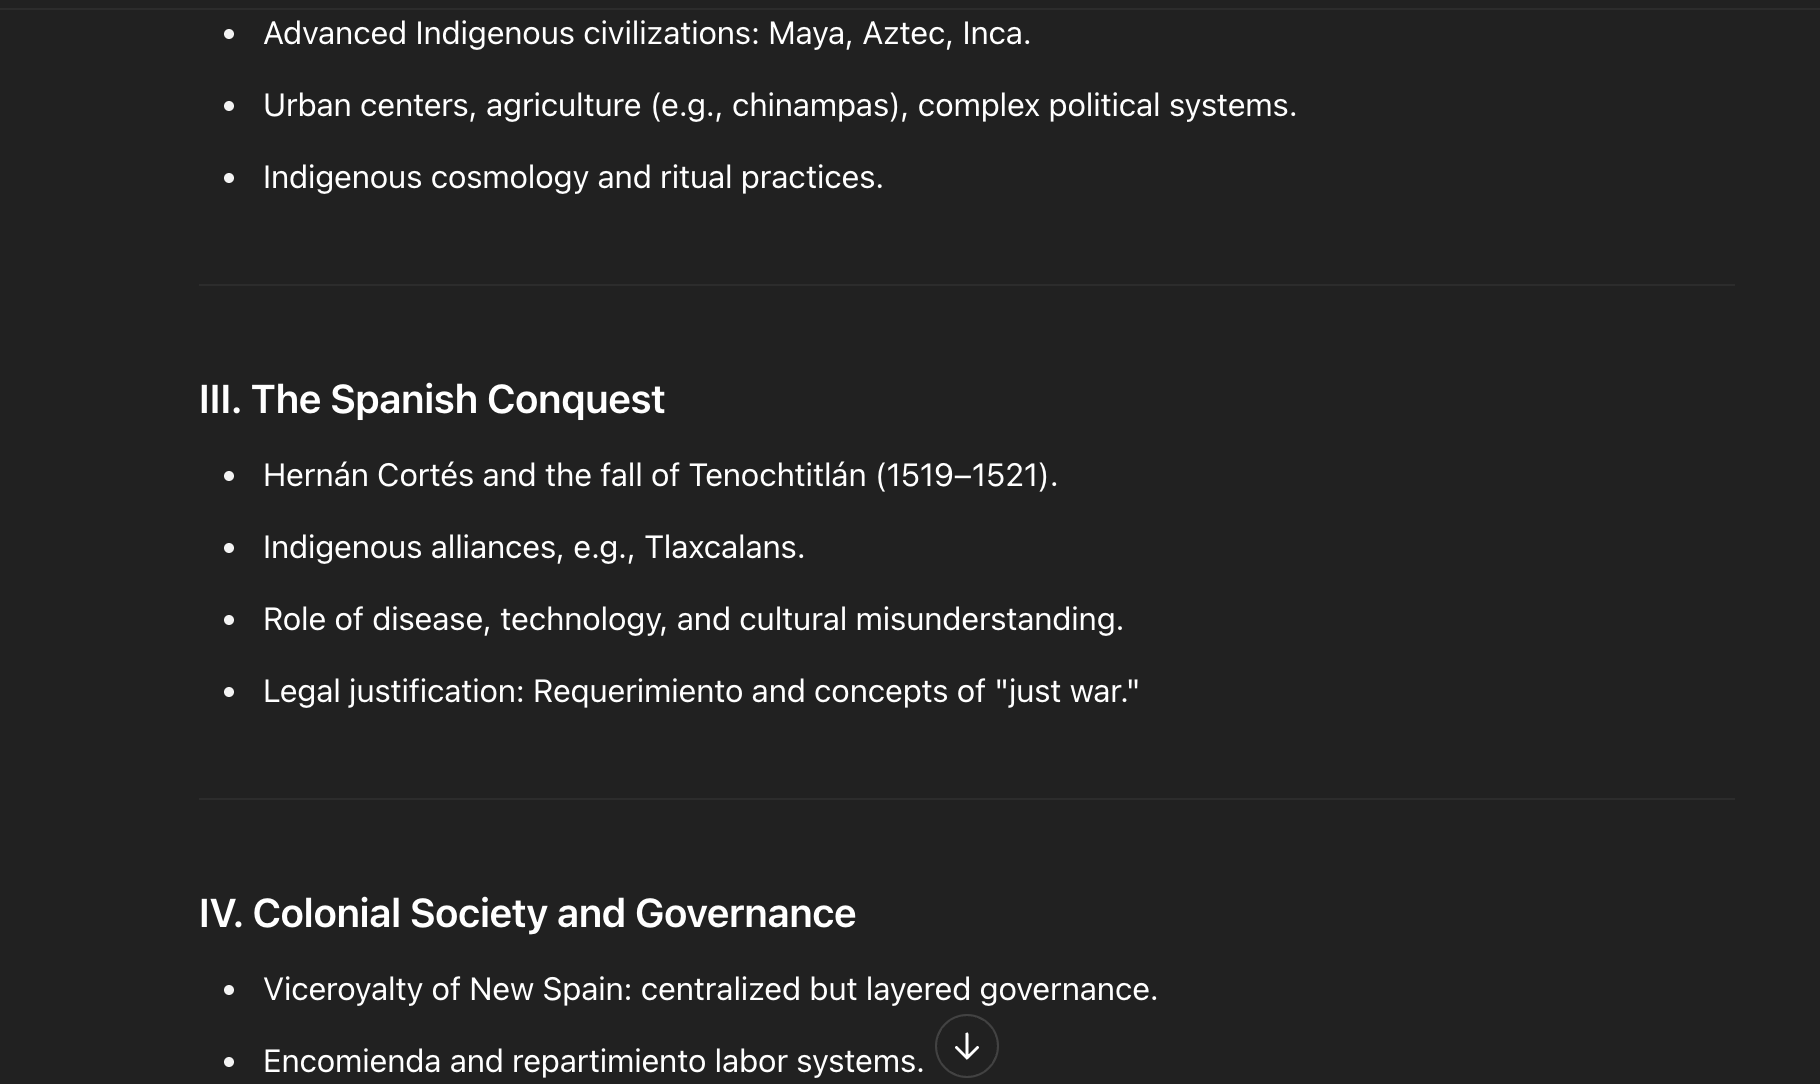 Advanced Indigenous civilizations: Maya, Aztec, Inca.
Urban centers, agriculture (e.g., chinampas), complex political systems.
Indigenous cosmology and ritual practices.
III. The Spanish Conquest
Hernán Cortés and the fall of Tenochtitlán (1519–1521).
Indigenous alliances, e.g., Tlaxcalans.
Role of disease, technology, and cultural misunderstanding.
Legal justification: Requerimiento and concepts of "just war."
IV. Colonial Society and Governance
Viceroyalty of New Spain: centralized but layered governance.
Encomienda and repartimiento labor systems.